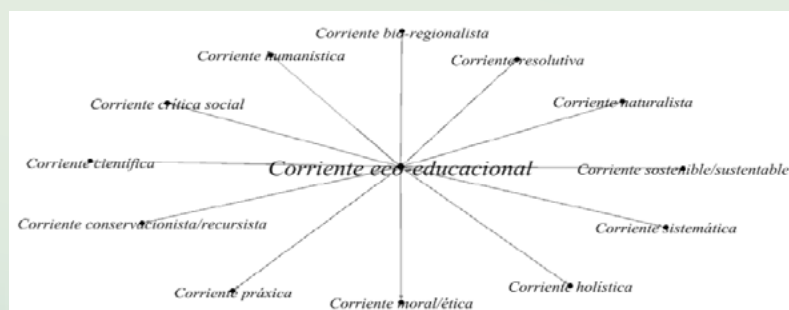 Corriente bio-regionalista
Corriente humanística
Corriente resolutiva
Corriente crítica social
Corriente naturalista
Corriente científica
Corriente eco-educacional
Corriente sostenible/sustentable
Corriente conservacionista/recursista
Corriente sistemática
Corriente práxica
Corriente moral/ética
Corriente holística